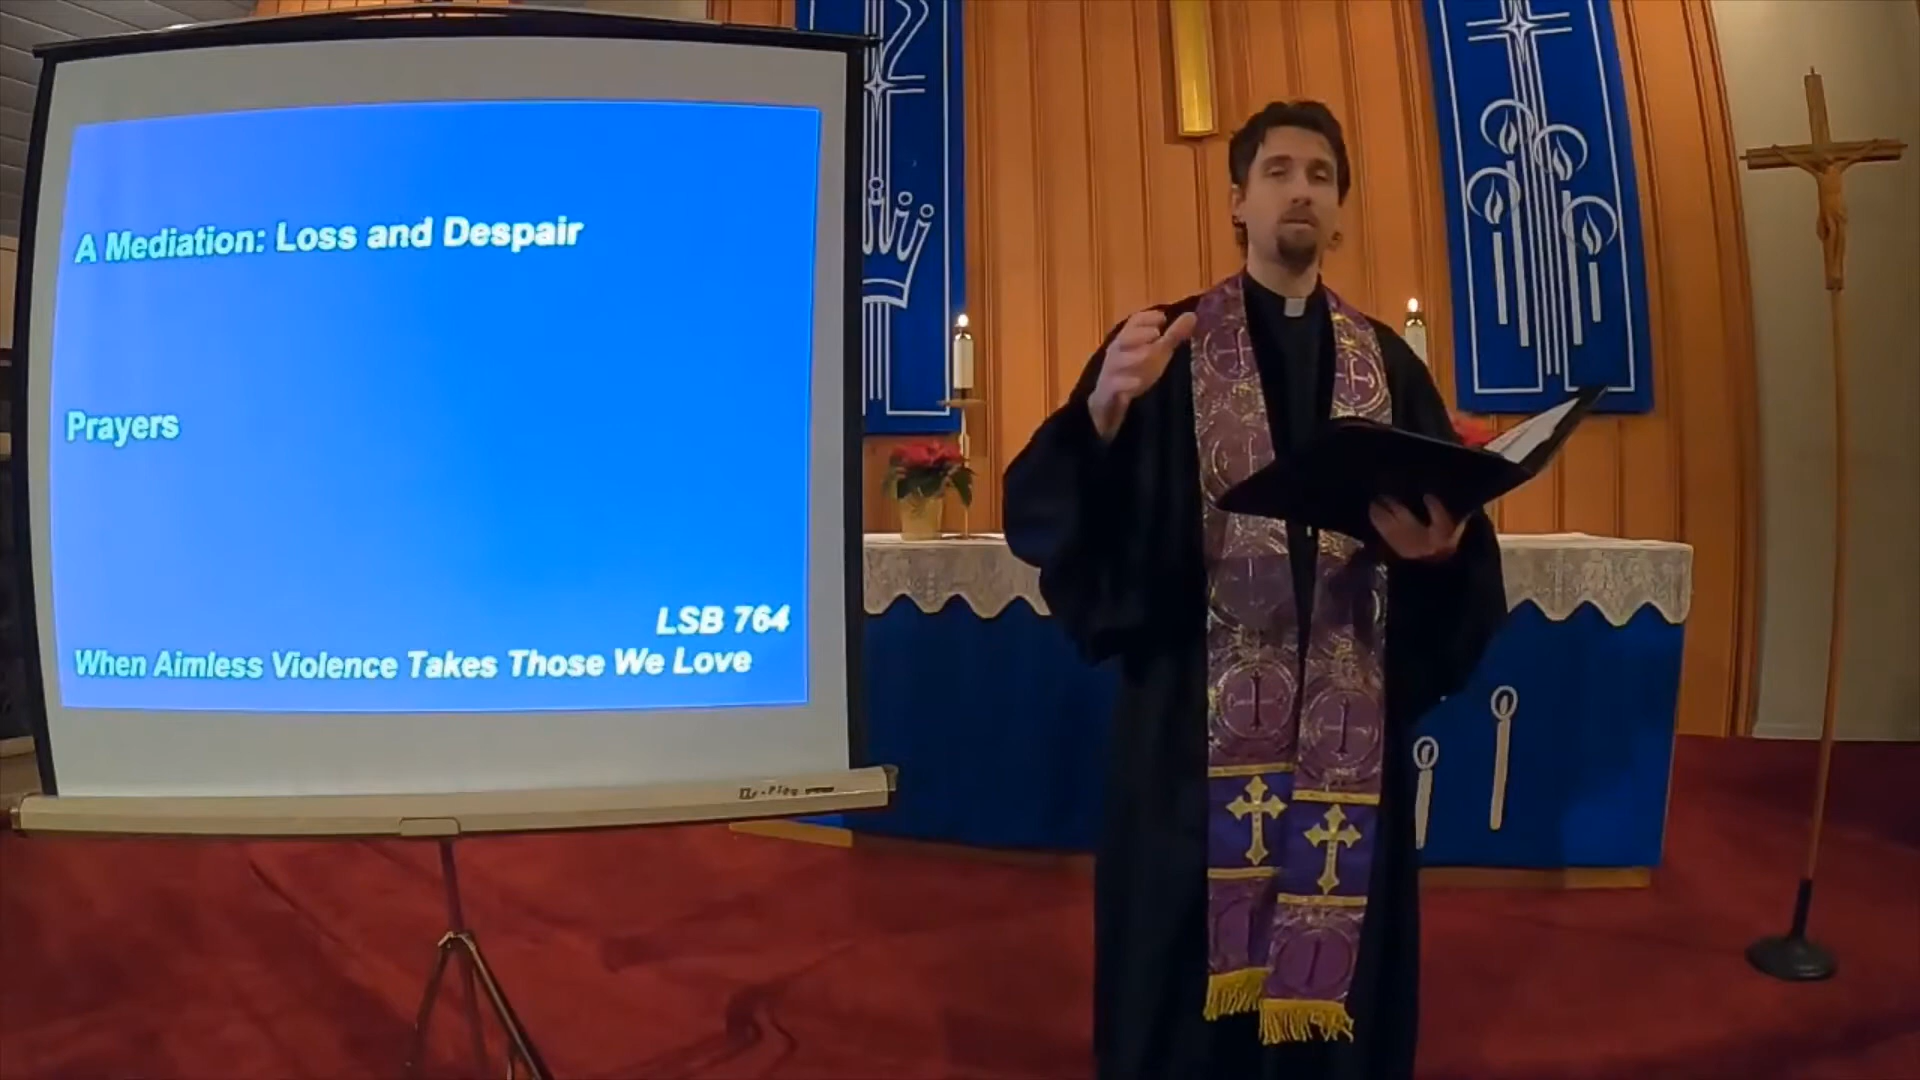 A Mediation: Loss and Despair
Prayers
LSB 764
When Aimless Violence Takes Those We Love